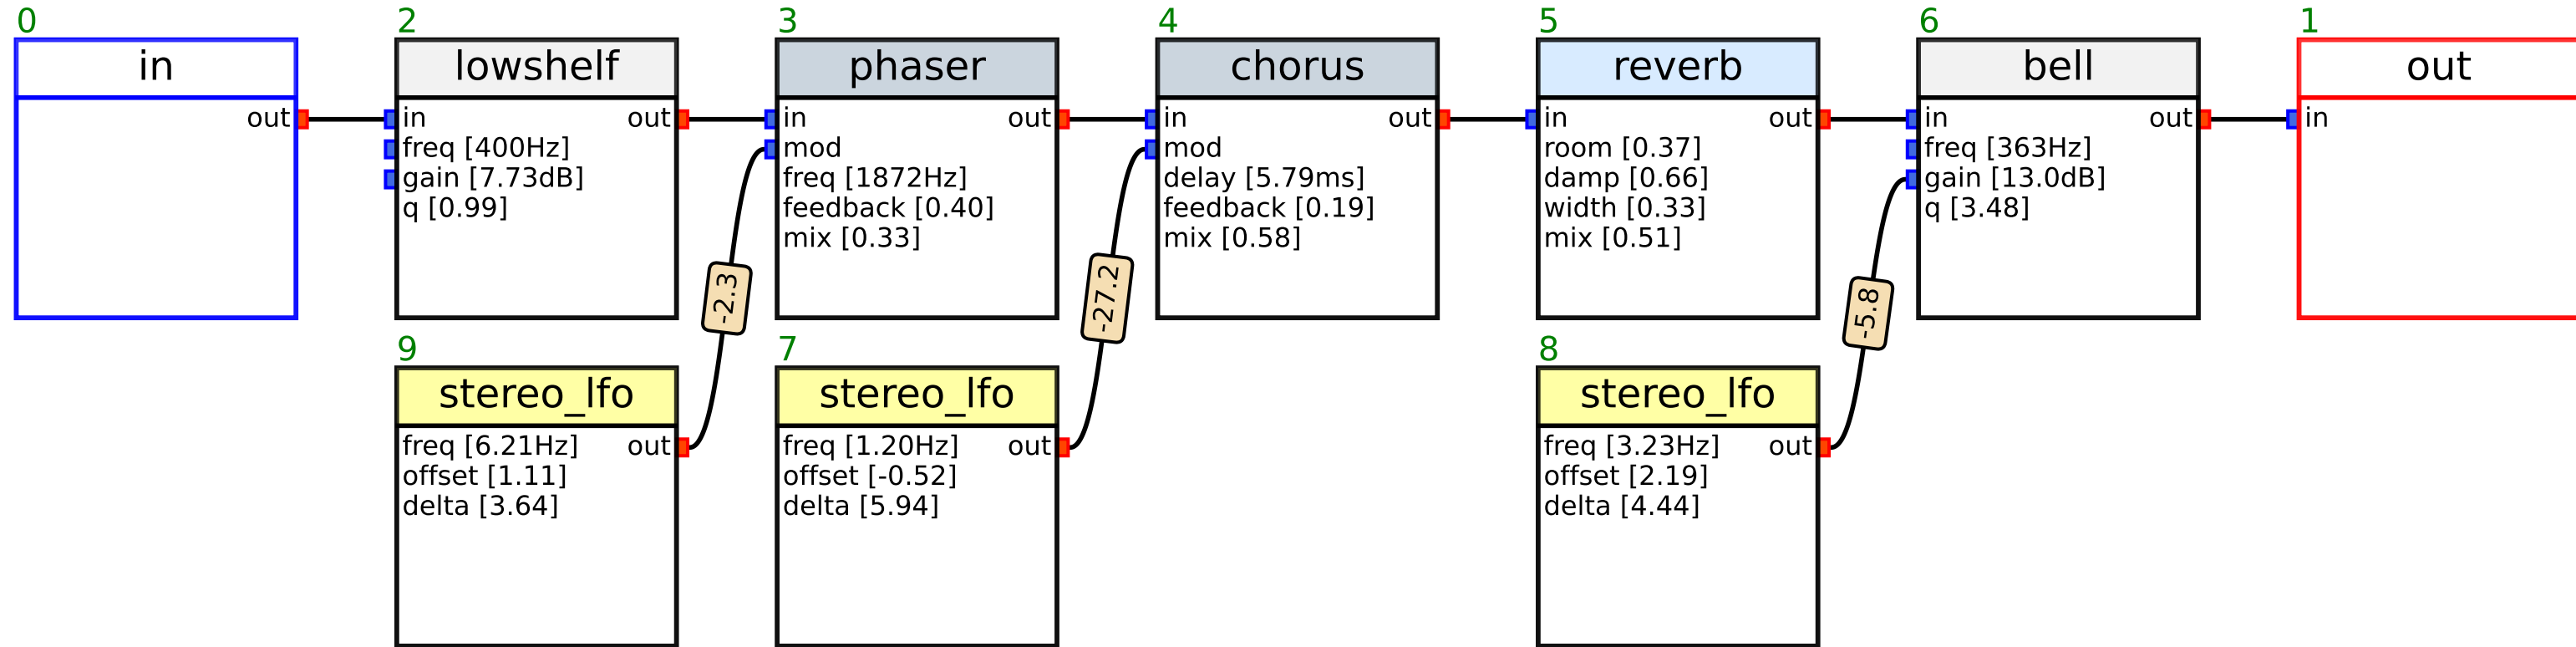 0
in
out
2
lowshelf
in out
freq [400Hz]
gain [7.73dB]
q [0.99]
3
phaser
in out
mod
freq [1872Hz]
feedback [0.40]
mix [0.33]
4
chorus
in out
mod
delay [5.79ms]
feedback [0.19]
mix [0.58]
5
reverb
in out
room [0.37]
damp [0.66]
width [0.33]
mix [0.51]
6
bell
in out
freq [363Hz]
gain [13.0dB]
q [3.48]
1
out
in
-2.3
-27.2
-5.8
9
stereo_lfo
freq [6.21Hz] out
offset [1.11]
delta [3.64]
7
stereo_lfo
freq [1.20Hz] out
offset [-0.52]
delta [5.94]
8
stereo_lfo
freq [3.23Hz] out
offset [2.19]
delta [4.44]